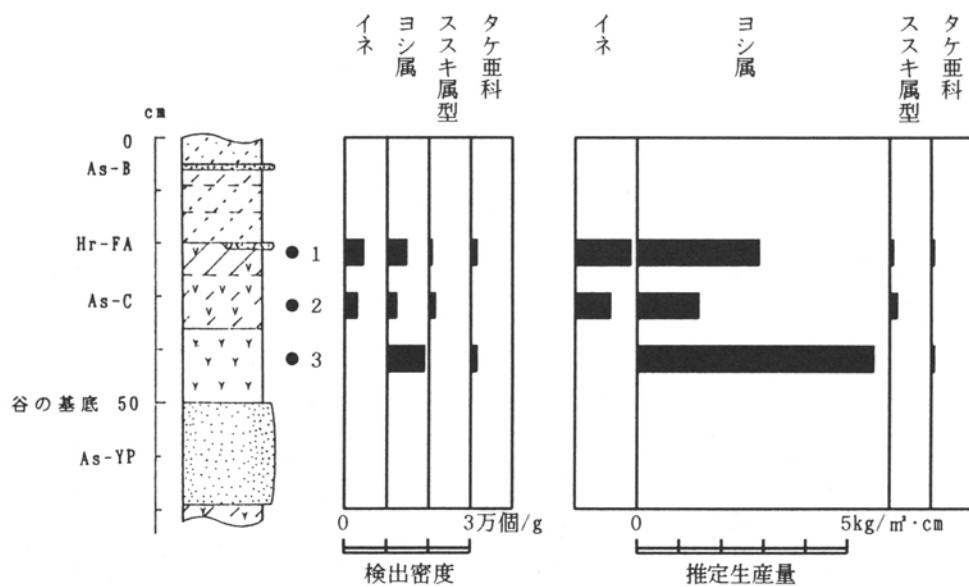 イネ
ヨシ属
ススキ属型
タケ亜科
イネ
ヨシ属
ススキ属型
タケ亜科
cm
0
As-B
Hr-FA
1
As-C
2
3
谷の基底 50
As-YP
0 3万個/g
検出密度
0 5kg/㎡·cm
推定生産量